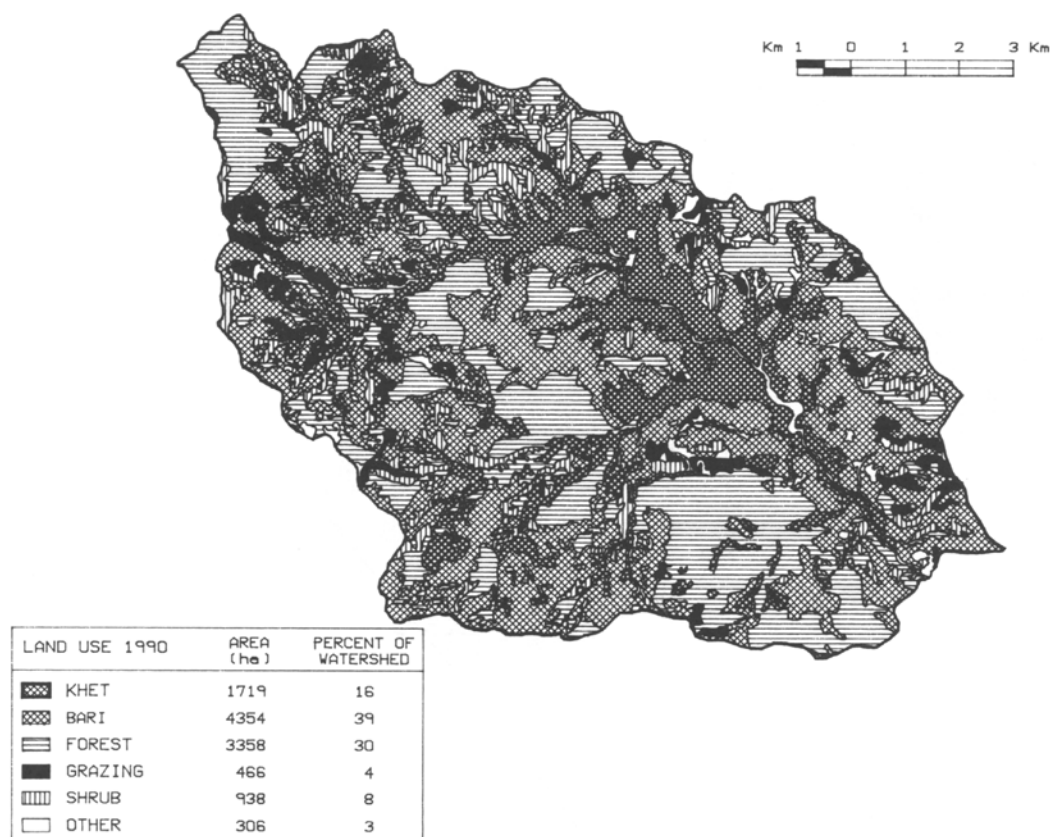 Km 1 0 1 2 3 Km
LAND USE 1990 AREA (ha) PERCENT OF WATERSHED
KHET 1719 16
BARI 4354 39
FOREST 3358 30
GRAZING 466 4
SHRUB 938 8
OTHER 306 3